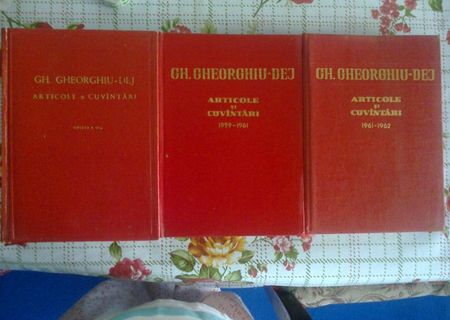 GH. GHEORGHIU-DEJ
ARTICOLE ȘI CUVÎNTĂRI
GH. GHEORGHIU-DEJ
ARTICOLE
ȘI
CUVÎNTĂRI
1959-1961
GH. GHEORGHIU-DEJ
ARTICOLE
ȘI
CUVÎNTĂRI
1961-1962